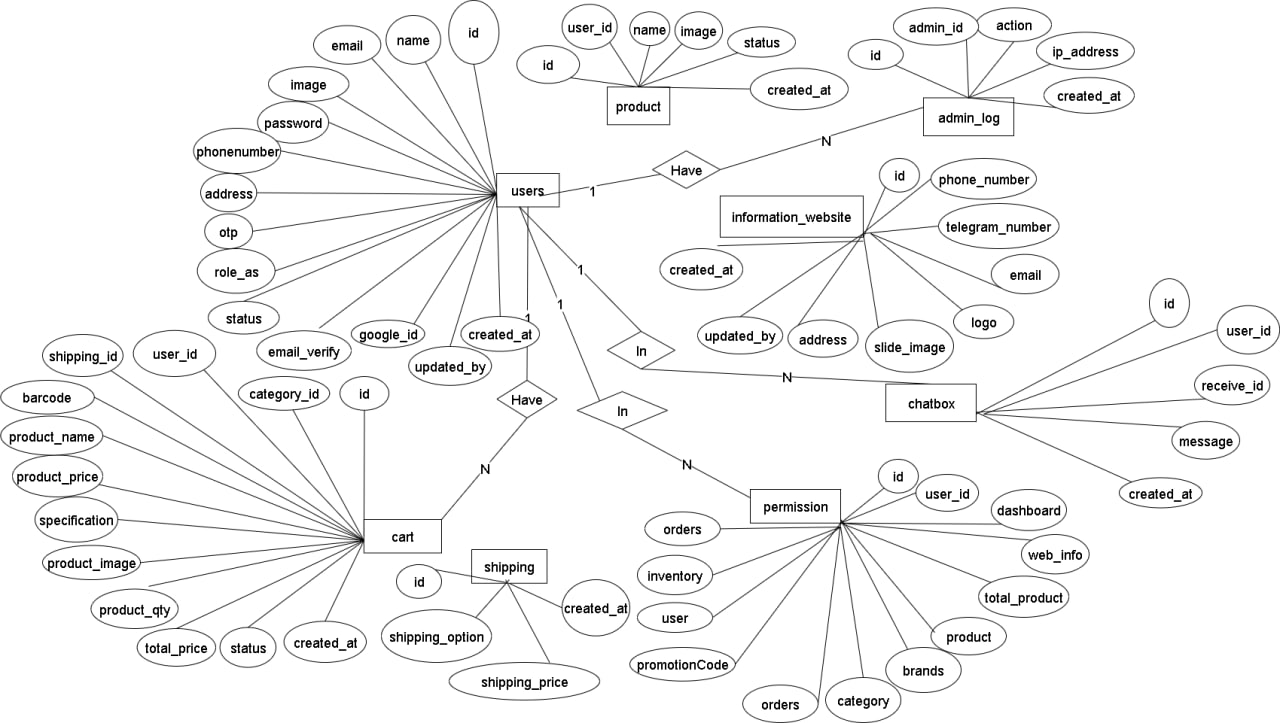 id
name
email
image
password
phonenumber
address
otp
role_as
status
email_verify
google_id
updated_by
created_at
users
user_id
name
image
status
id
created_at
product
admin_id
action
id
ip_address
created_at
admin_log
N
Have
1
id
phone_number
information_website
telegram_number
created_at
email
logo
updated_by
address
slide_image
1
1
1
In
N
id
user_id
receive_id
chatbox
message
created_at
Have
In
N
N
shipping_id
user_id
category_id
id
barcode
product_name
product_price
specification
product_image
product_qty
total_price
status
created_at
cart
shipping
id
created_at
shipping_option
shipping_price
permission
id
user_id
dashboard
orders
web_info
inventory
total_product
user
product
promotionCode
brands
orders
category